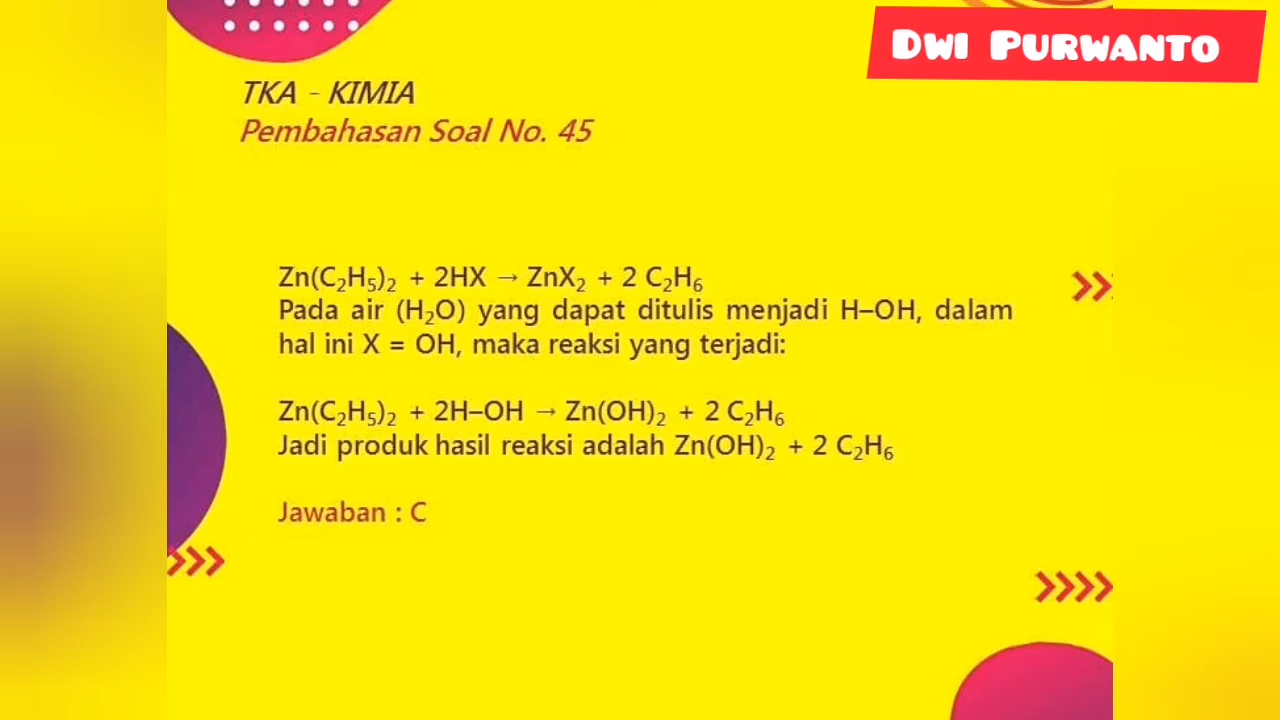 DWI PURWANTO
TKA - KIMIA
Pembahasan Soal No. 45
Zn(C₂H₅)₂ + 2HX → ZnX₂ + 2 C₂H₆
Pada air (H₂O) yang dapat ditulis menjadi H–OH, dalam
hal ini X = OH, maka reaksi yang terjadi:
Zn(C₂H₅)₂ + 2H–OH → Zn(OH)₂ + 2 C₂H₆
Jadi produk hasil reaksi adalah Zn(OH)₂ + 2 C₂H₆
Jawaban : C